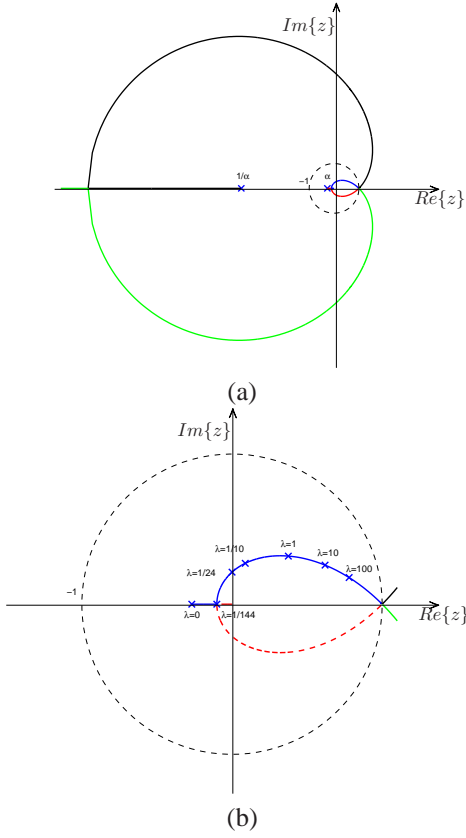 Im{z}
1/α
−1
α
Re{z}
(a)
Im{z}
λ=1
λ=1/10
λ=10
λ=1/24
λ=100
−1
λ=0
λ=1/144
Re{z}
(b)